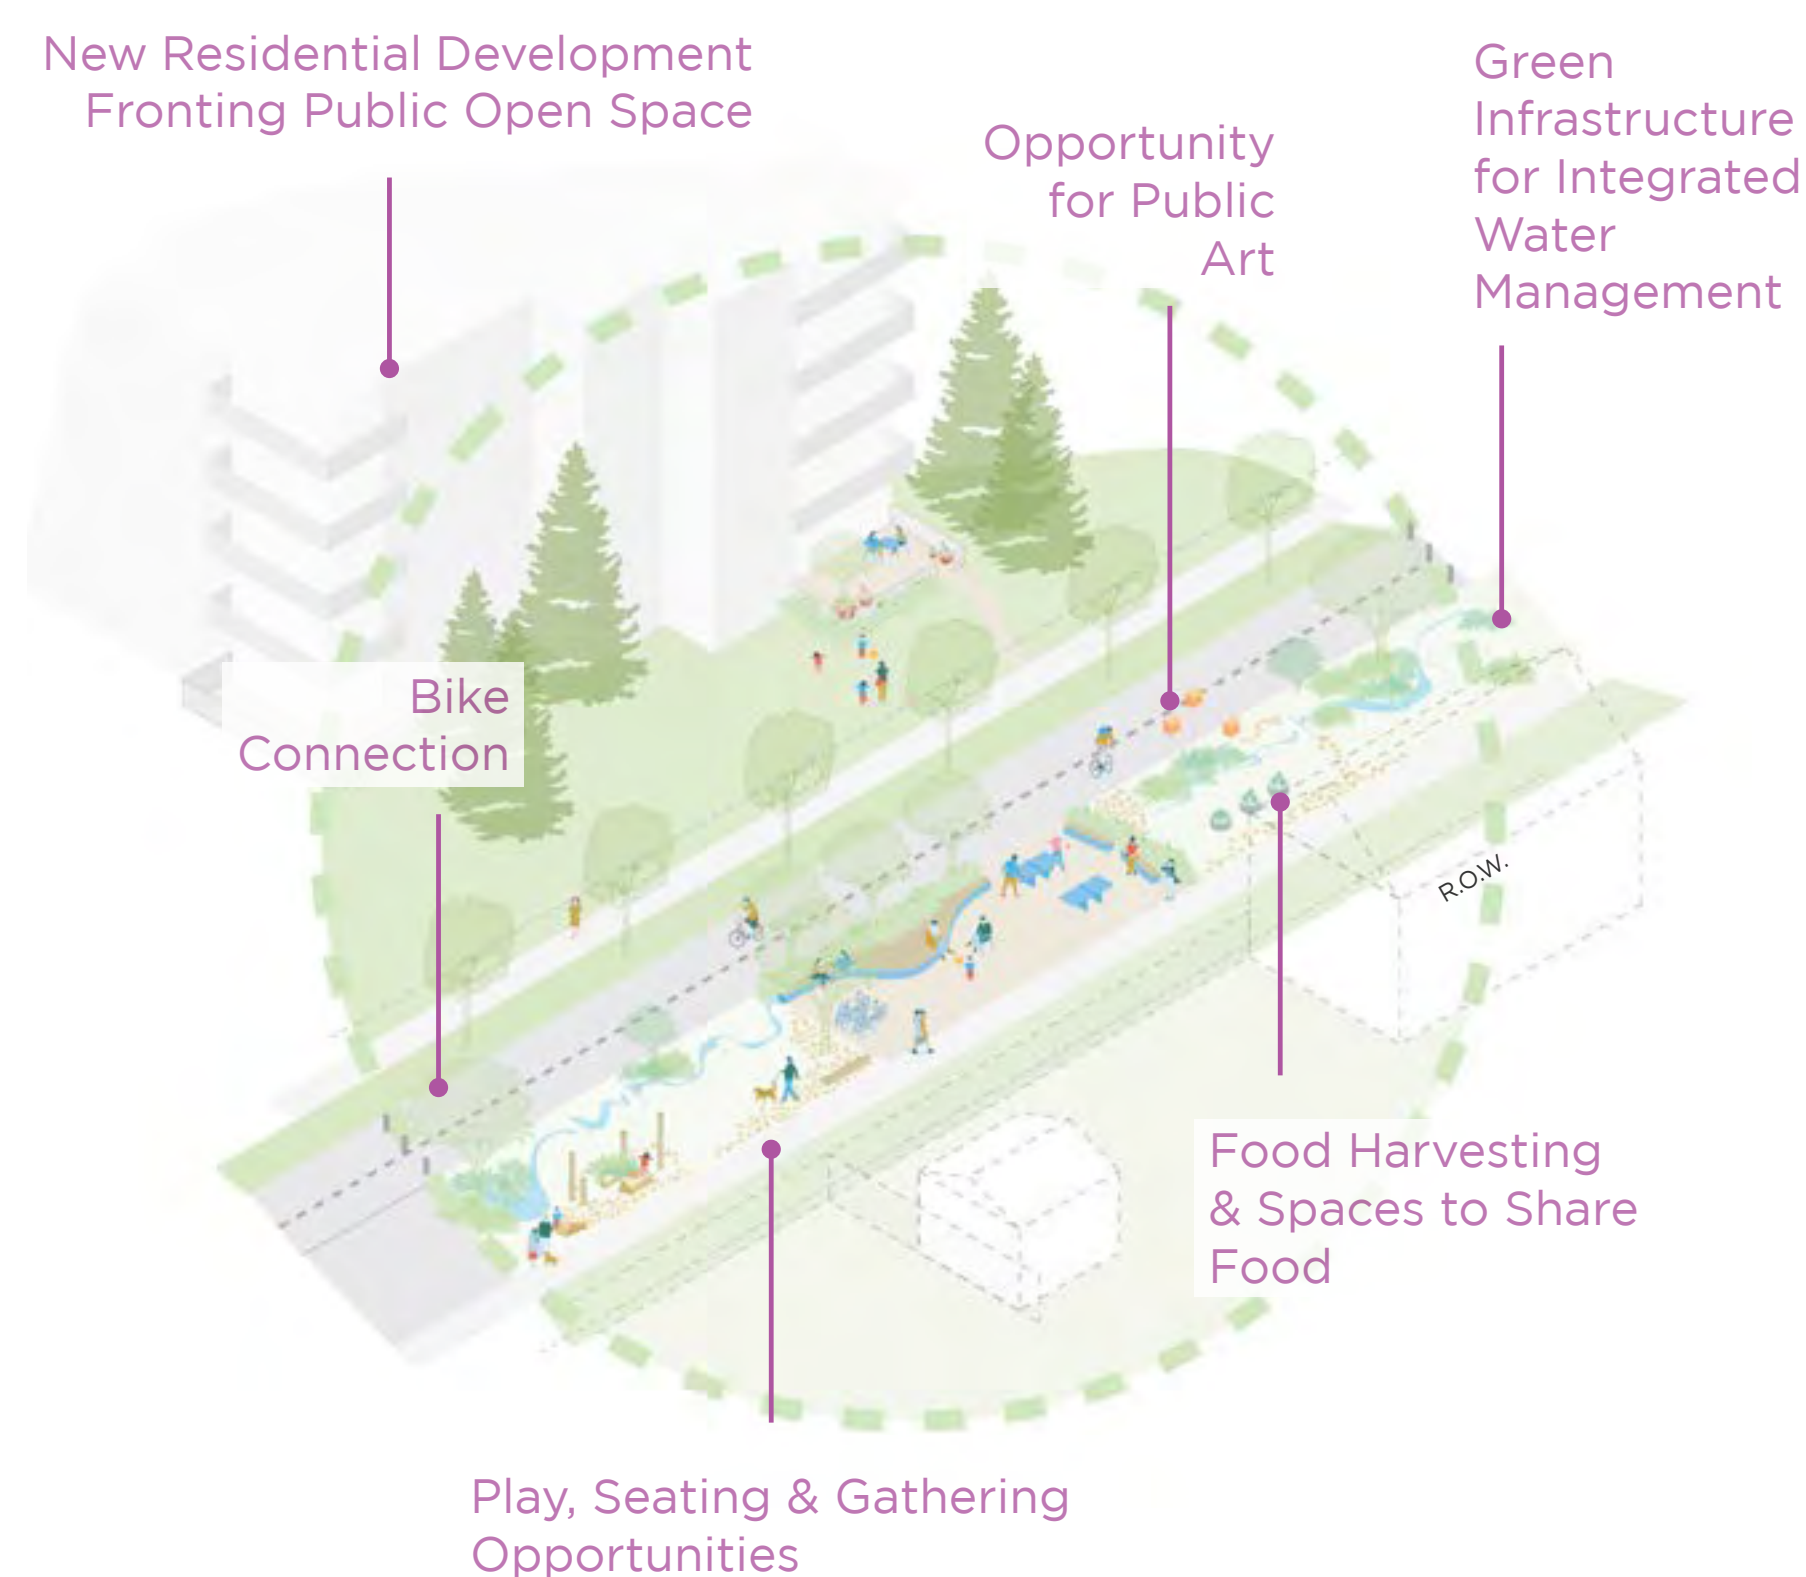 New Residential Development
Fronting Public Open Space
Opportunity
for Public
Art
Green
Infrastructure
for Integrated
Water
Management
Bike
Connection
R.O.W.
Food Harvesting
& Spaces to Share
Food
Play, Seating & Gathering
Opportunities